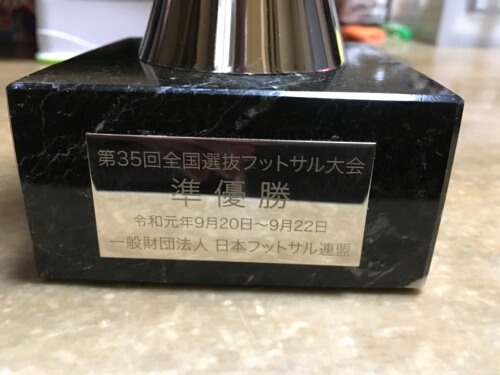 第35回全国選抜フットサル大会
準優勝
令和元年9月20日～9月22日
一般財団法人 日本フットサル連盟